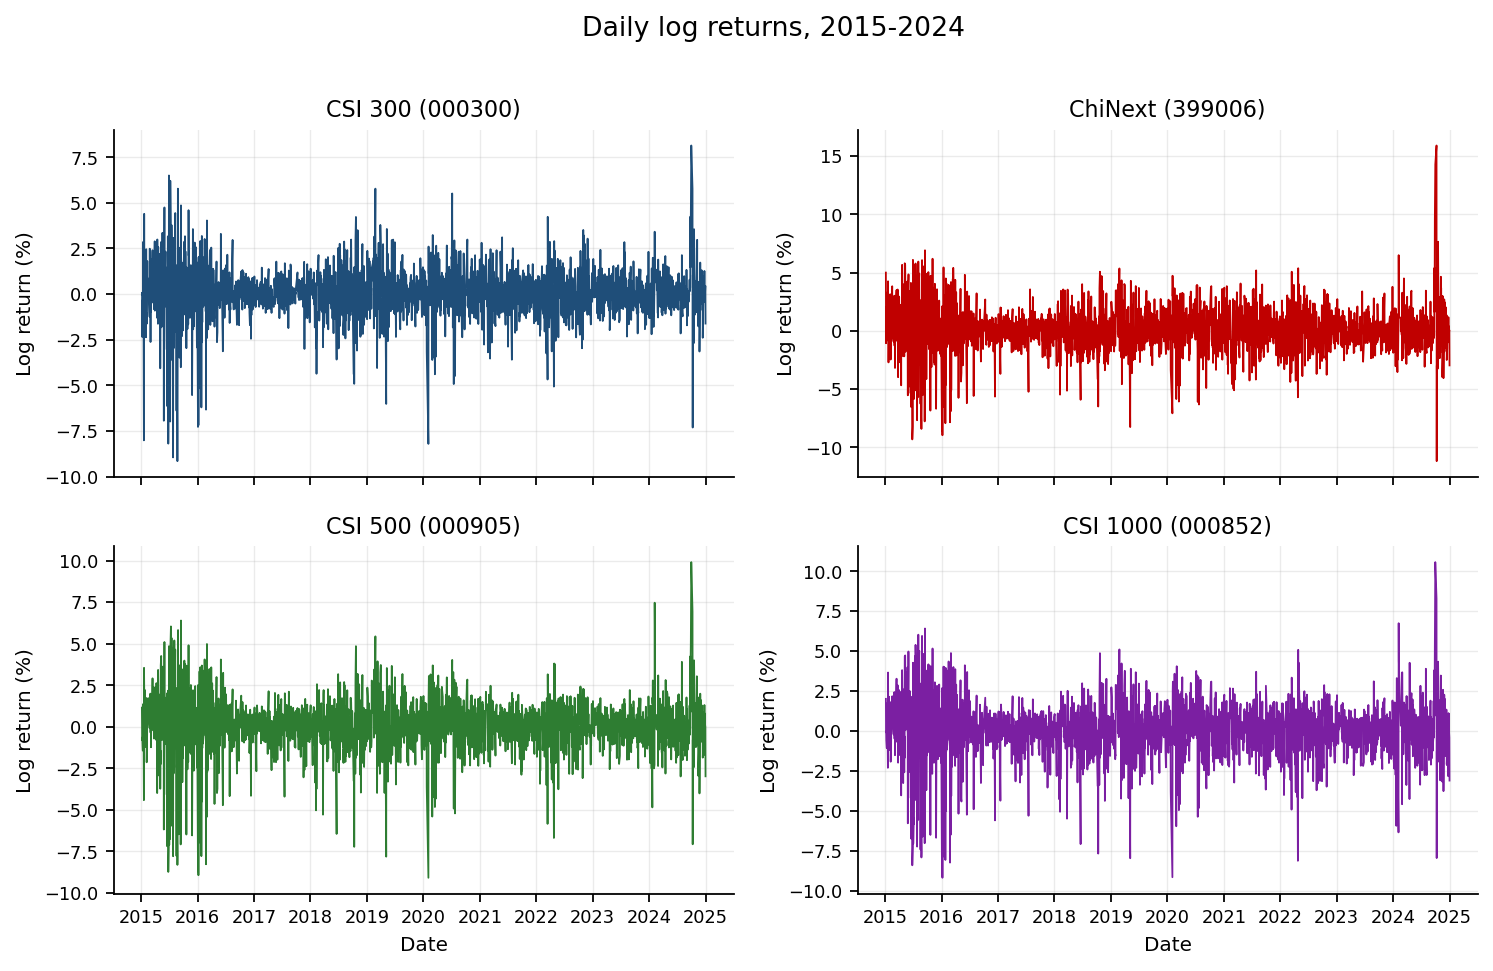 Daily log returns, 2015-2024
CSI 300 (000300)
Log return (%)
7.5
5.0
2.5
0.0
−2.5
−5.0
−7.5
−10.0
ChiNext (399006)
Log return (%)
15
10
5
0
−5
−10
CSI 500 (000905)
Log return (%)
10.0
7.5
5.0
2.5
0.0
−2.5
−5.0
−7.5
−10.0
2015 2016 2017 2018 2019 2020 2021 2022 2023 2024 2025
Date
CSI 1000 (000852)
Log return (%)
10.0
7.5
5.0
2.5
0.0
−2.5
−5.0
−7.5
−10.0
2015 2016 2017 2018 2019 2020 2021 2022 2023 2024 2025
Date